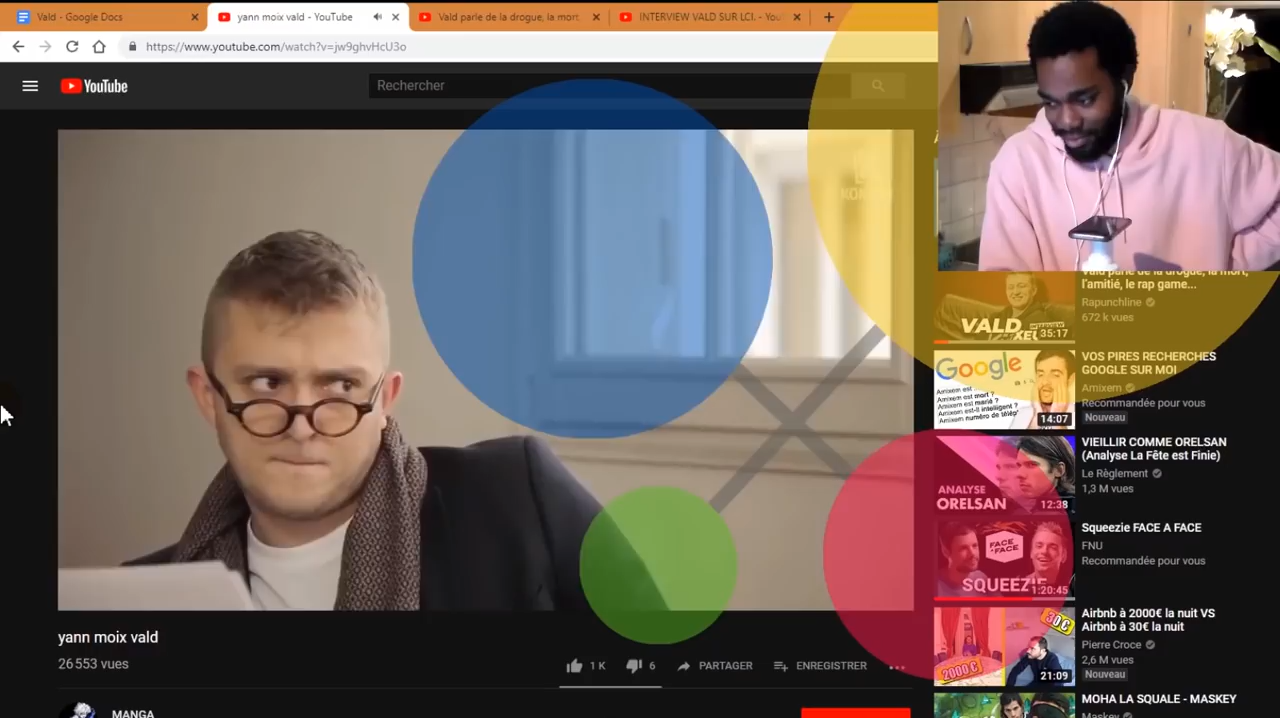 Vald - Google Docs
yann moix vald - YouTube
Vald parle de la drogue, la mort
INTERVIEW VALD SUR LCI. - You
https://www.youtube.com/watch?v=jw9ghvHcU3o
YouTube
Rechercher
Vald parle de la drogue, la mort,
l'amitié, le rap game...
Rapunchline
672 k vues
VALD
35:17
VOS PIRES RECHERCHES
GOOGLE SUR MOI
Amixem
Recommandée pour vous
Nouveau
Google
Amixem est
Amixem est mort ?
Amixem est marié ?
Amixem est-il intelligent ?
Amixem numéro de télép
14:07
VIEILLIR COMME ORELSAN
(Analyse La Fête est Finie)
Le Règlement
1,3 M vues
ANALYSE
ORELSAN
12:38
Squeezie FACE A FACE
FNU
Recommandée pour vous
FACE
FACE
SQUEEZIE
1:20:45
Airbnb à 2000€ la nuit VS
Airbnb à 30€ la nuit
Pierre Croce
2,6 M vues
Nouveau
30€
2000€
21:09
MOHA LA SQUALE - MASKEY
Maskey
yann moix vald
26 553 vues
1 K
6
PARTAGER
ENREGISTRER
MANGA